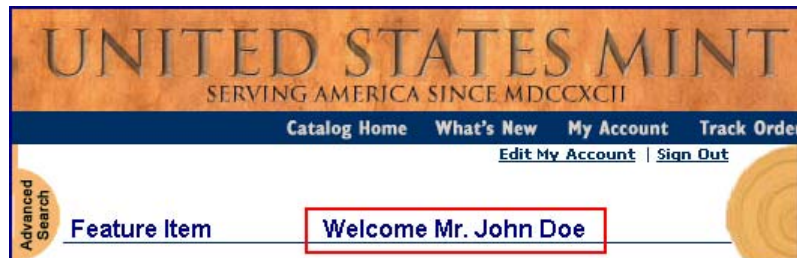 UNITED STATES MINT
SERVING AMERICA SINCE MDCCXCII
Catalog Home What's New My Account Track Order
Edit My Account | Sign Out
Advanced
Search
Feature Item Welcome Mr. John Doe